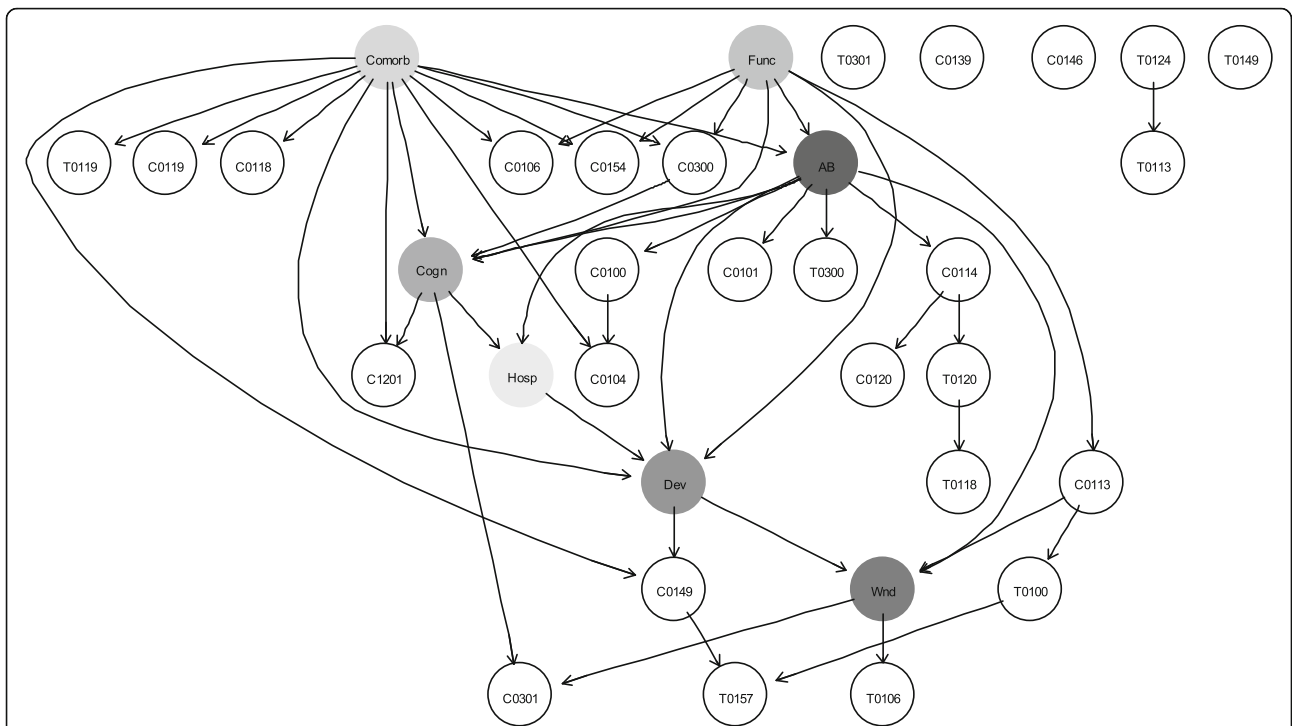 Comorb
Func
T0301
C0139
C0146
T0124
T0149
T0119
C0119
C0118
C0106
C0154
C0300
AB
T0113
Cogn
C0100
C0101
T0300
C0114
C1201
Hosp
C0104
C0120
T0120
Dev
T0118
C0113
C0149
Wnd
T0100
C0301
T0157
T0106